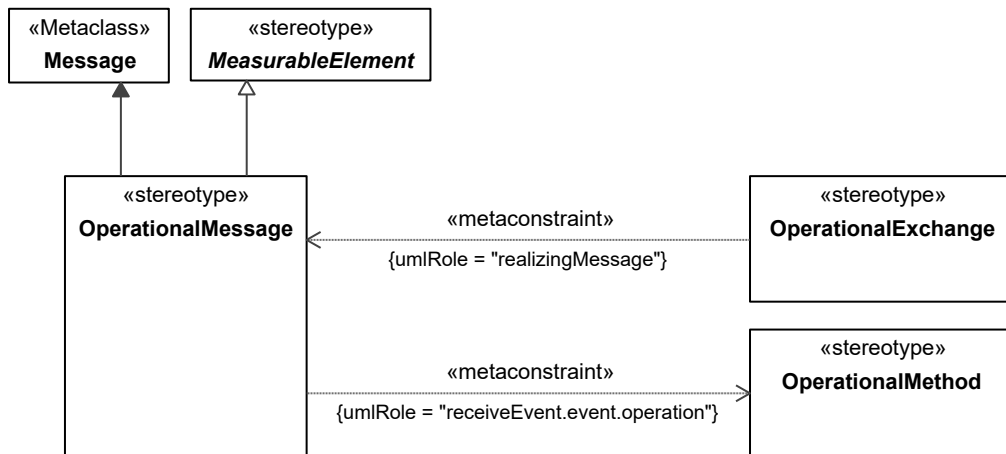 «Metaclass»
Message
«stereotype»
MeasurableElement
«stereotype»
OperationalMessage
«metaconstraint»
{umlRole = "realizingMessage"}
«stereotype»
OperationalExchange
«metaconstraint»
{umlRole = "receiveEvent.event.operation"}
«stereotype»
OperationalMethod